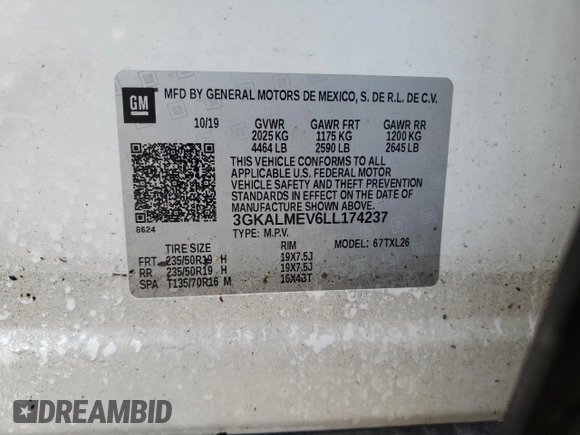 GM
MFD BY GENERAL MOTORS DE MEXICO, S. DE R.L. DE C.V.
10/19 GVWR GAWR FRT GAWR RR
2025 KG 1175 KG 1200 KG
4464 LB 2590 LB 2645 LB
THIS VEHICLE CONFORMS TO ALL
APPLICABLE U.S. FEDERAL MOTOR
VEHICLE SAFETY AND THEFT
PREVENTION STANDARDS
IN EFFECT ON THE DATE OF
MANUFACTURE SHOWN ABOVE.
3GKALMEV6LL174237
8624
TYPE: M.P.V. MODEL: 67TXL26
TIRE SIZE RIM
FRT 235/50R19 H 19X7.5J
RR 235/50R19 H 19X7.5J
SPA T135/70R16 M 16X4BT
DREAMBID